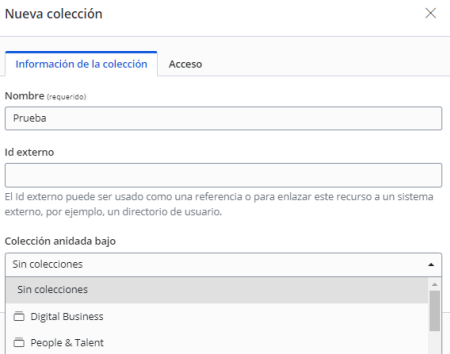 Nueva colección
Información de la colección
Acceso
Nombre (requerido)
Prueba
Id externo
El Id externo puede ser usado como una referencia o para enlazar este recurso a un sistema
externo, por ejemplo, un directorio de usuario.
Colección anidada bajo
Sin colecciones
Sin colecciones
Digital Business
People & Talent